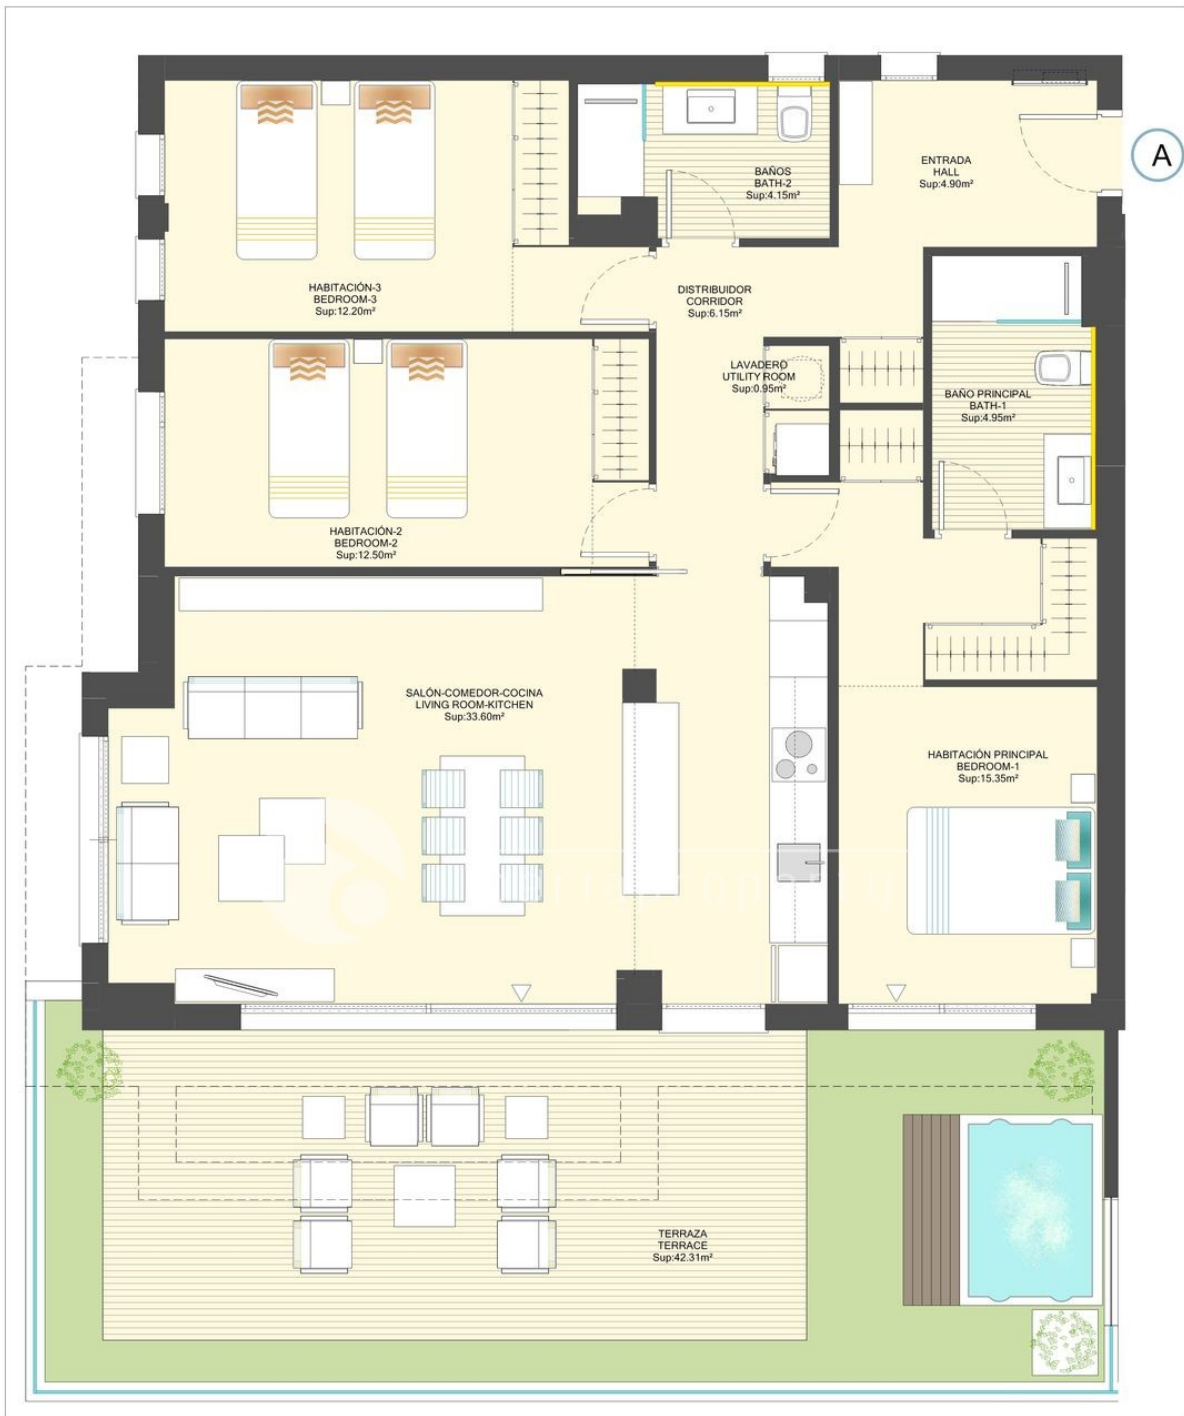 A
BAÑOS
BATH-2
Sup:4.15m²
ENTRADA
HALL
Sup:4.90m²
HABITACIÓN-3
BEDROOM-3
Sup:12.20m²
DISTRIBUIDOR
CORRIDOR
Sup:6.15m²
LAVADERO
UTILITY ROOM
Sup:0.95m²
BAÑO PRINCIPAL
BATH-1
Sup:4.95m²
HABITACIÓN-2
BEDROOM-2
Sup:12.50m²
SALÓN-COMEDOR-COCINA
LIVING ROOM-KITCHEN
Sup:33.60m²
HABITACIÓN PRINCIPAL
BEDROOM-1
Sup:15.35m²
TERRAZA
TERRACE
Sup:42.31m²